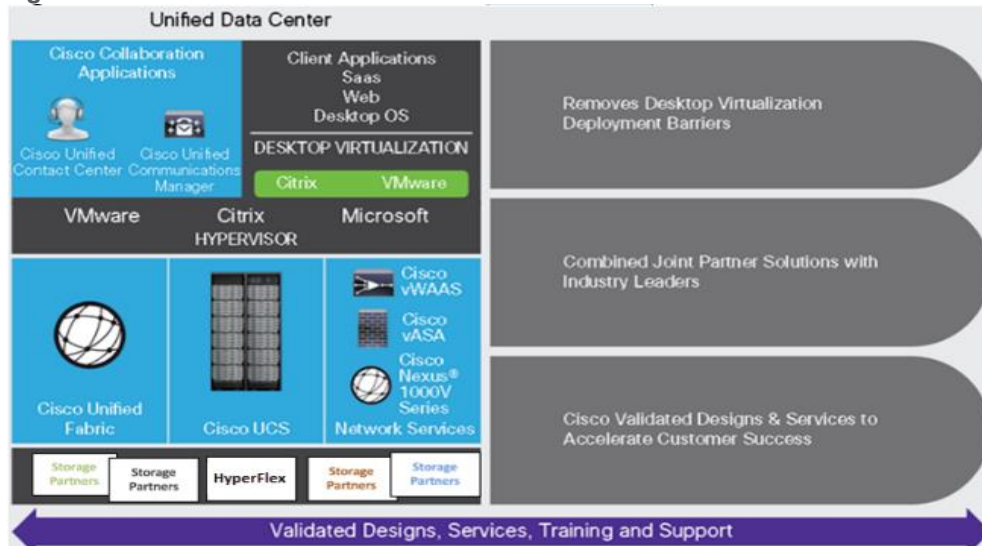 Unified Data Center
Cisco Collaboration
Applications
Cisco Unified
Contact Center
Cisco Unified
Communications
Manager
Client Applications
Saas
Web
Desktop OS
DESKTOP VIRTUALIZATION
Citrix VMware
VMware Citrix Microsoft
HYPERVISOR
Cisco Unified
Fabric
Cisco UCS
Cisco
vWAAS
Cisco
vASA
Cisco
Nexus®
1000V
Series
Network Services
Storage
Partners
Storage
Partners
HyperFlex
Storage
Partners
Storage
Partners
Removes Desktop Virtualization
Deployment Barriers
Combined Joint Partner Solutions with
Industry Leaders
Cisco Validated Designs & Services to
Accelerate Customer Success
Validated Designs, Services, Training and Support